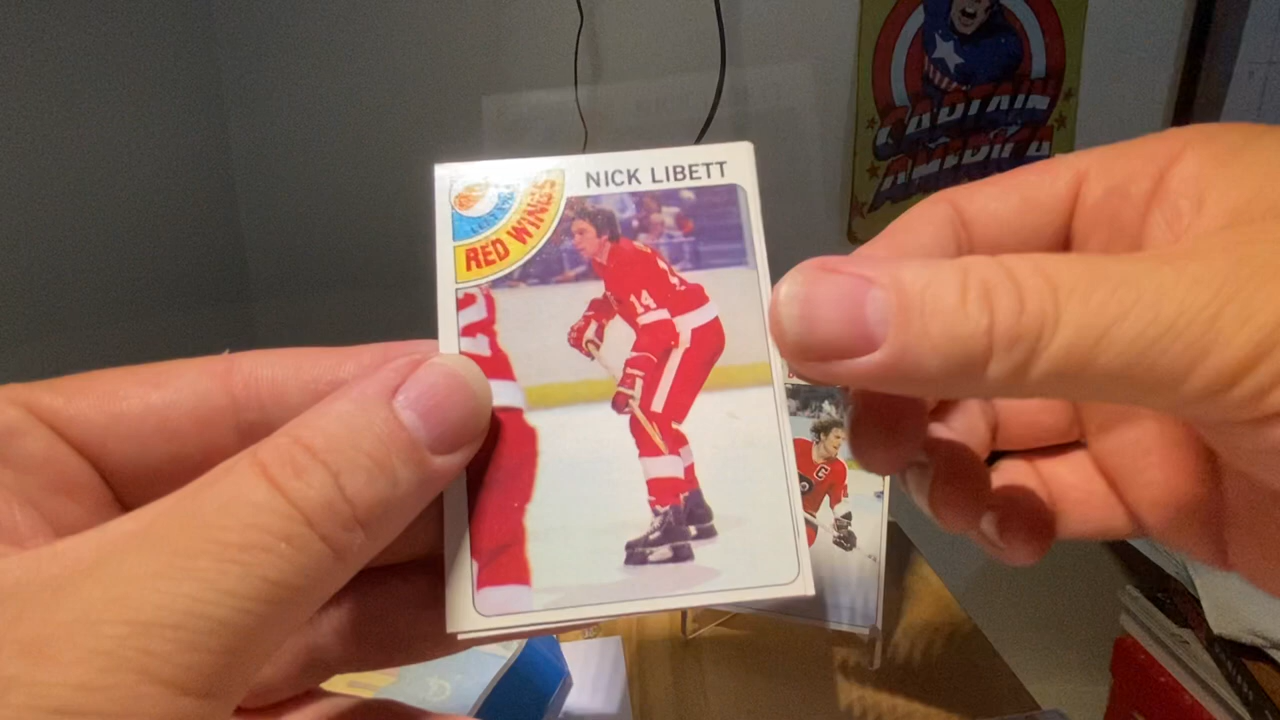 NICK LIBETT
RED WINGS
14
C
CAPTAIN
AMERICA